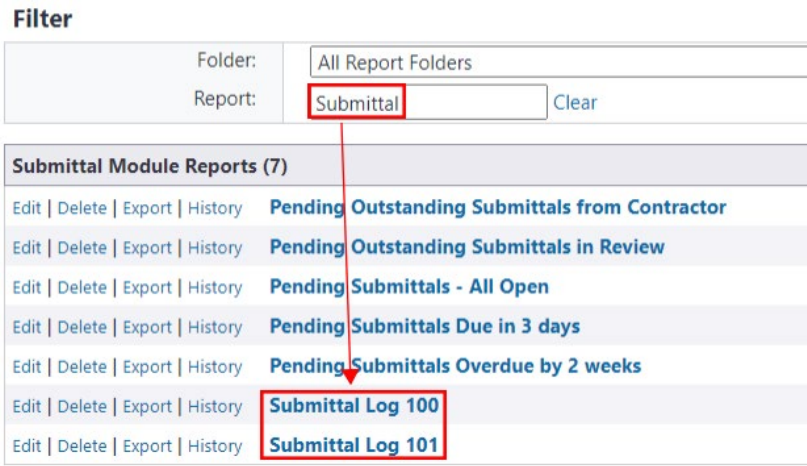 Filter
Folder: All Report Folders
Report: Submittal Clear
Submittal Module Reports (7)
Edit | Delete | Export | History Pending Outstanding Submittals from Contractor
Edit | Delete | Export | History Pending Outstanding Submittals in Review
Edit | Delete | Export | History Pending Submittals - All Open
Edit | Delete | Export | History Pending Submittals Due in 3 days
Edit | Delete | Export | History Pending Submittals Overdue by 2 weeks
Edit | Delete | Export | History Submittal Log 100
Edit | Delete | Export | History Submittal Log 101